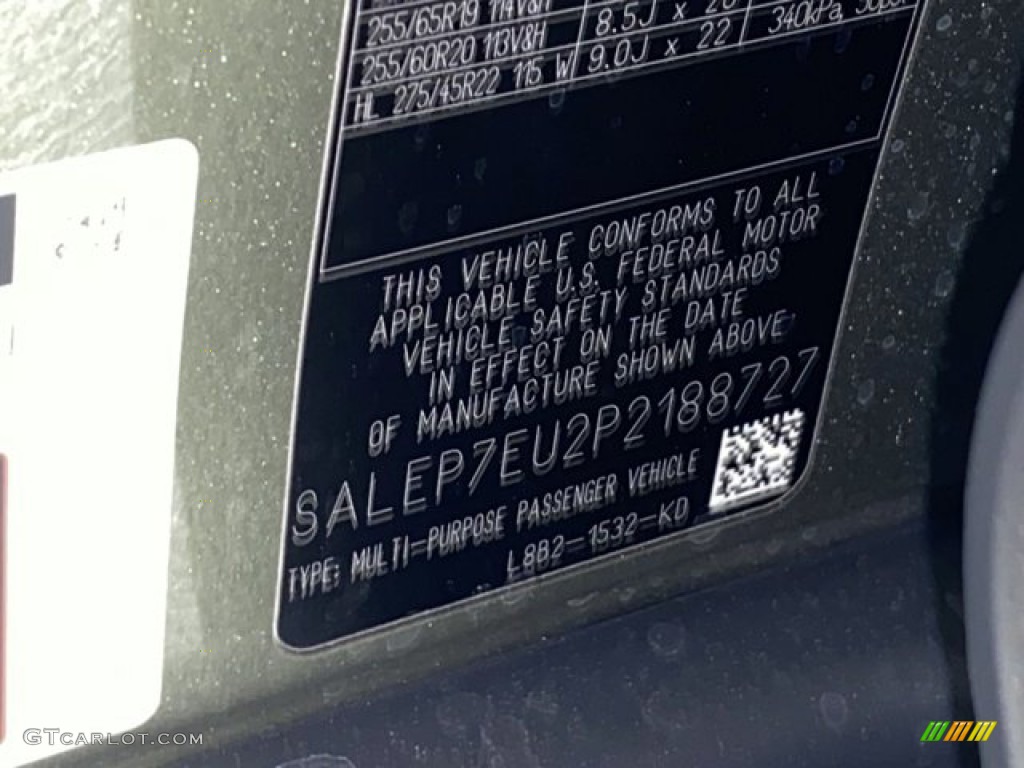 255/65R19 114V&H
8.5J x 20
255/60R20 113V&H
9.0J x 22
340kPa,
HL 275/45R22 115 W
THIS VEHICLE CONFORMS TO ALL
APPLICABLE U.S. FEDERAL MOTOR
VEHICLE SAFETY STANDARDS
IN EFFECT ON THE DATE
OF MANUFACTURE SHOWN ABOVE
SALEP7EU2P2188727
TYPE: MULTI-PURPOSE PASSENGER VEHICLE
L8B2-1532-KD
GTCARLOT.COM